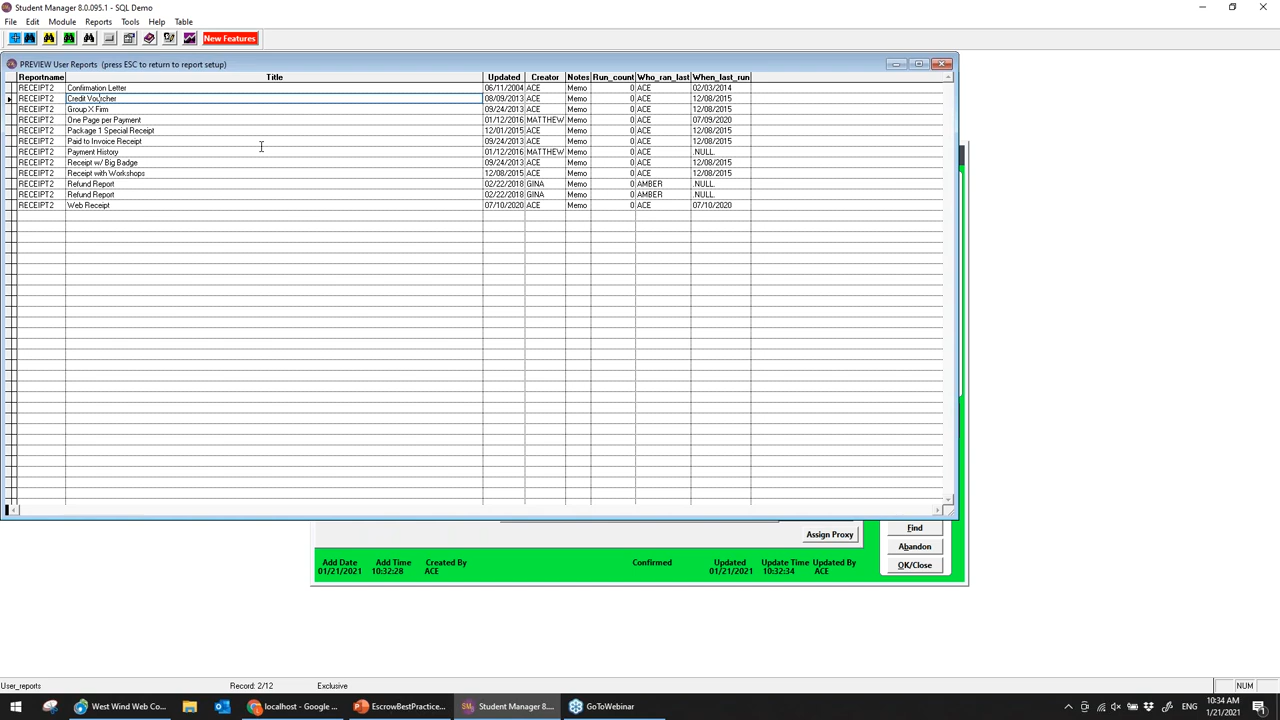 Student Manager 8.0.095.1 - SQL Demo
File Edit Module Reports Tools Help Table
New Features
PREVIEW User Reports (press ESC to return to report setup)
Reportname Title Updated Creator Notes Run_count Who_ran_last When_last_run
RECEIPT2 Confirmation Letter 06/11/2004 ACE Memo 0 ACE 02/03/2014
RECEIPT2 Credit Voucher 08/09/2013 ACE Memo 0 ACE 12/08/2015
RECEIPT2 Group X Firm 09/24/2013 ACE Memo 0 ACE 12/08/2015
RECEIPT2 One Page per Payment 01/12/2016 MATTHEW Memo 0 ACE 07/09/2020
RECEIPT2 Package 1 Special Receipt 12/01/2015 ACE Memo 0 ACE 12/08/2015
RECEIPT2 Paid to Invoice Receipt 09/24/2013 ACE Memo 0 ACE 12/08/2015
RECEIPT2 Payment History 01/12/2016 MATTHEW Memo 0 ACE .NULL.
RECEIPT2 Receipt w/ Big Badge 09/24/2013 ACE Memo 0 ACE 12/08/2015
RECEIPT2 Receipt with Workshops 12/08/2015 ACE Memo 0 ACE 12/08/2015
RECEIPT2 Refund Report 02/22/2018 GINA Memo 0 AMBER .NULL.
RECEIPT2 Refund Report 02/22/2018 GINA Memo 0 AMBER .NULL.
RECEIPT2 Web Receipt 07/10/2020 ACE Memo 0 ACE 07/10/2020
Find
Assign Proxy
Abandon
Add Date Add Time Created By Confirmed Updated Update Time Updated By
01/21/2021 10:32:28 ACE 01/21/2021 10:32:34 ACE
OK/Close
User_reports Record: 2/12 Exclusive NUM
West Wind Web Co... localhost - Google ... EscrowBestPractice... Student Manager 8.... GoToWebinar ENG 10:34 AM
1/21/2021